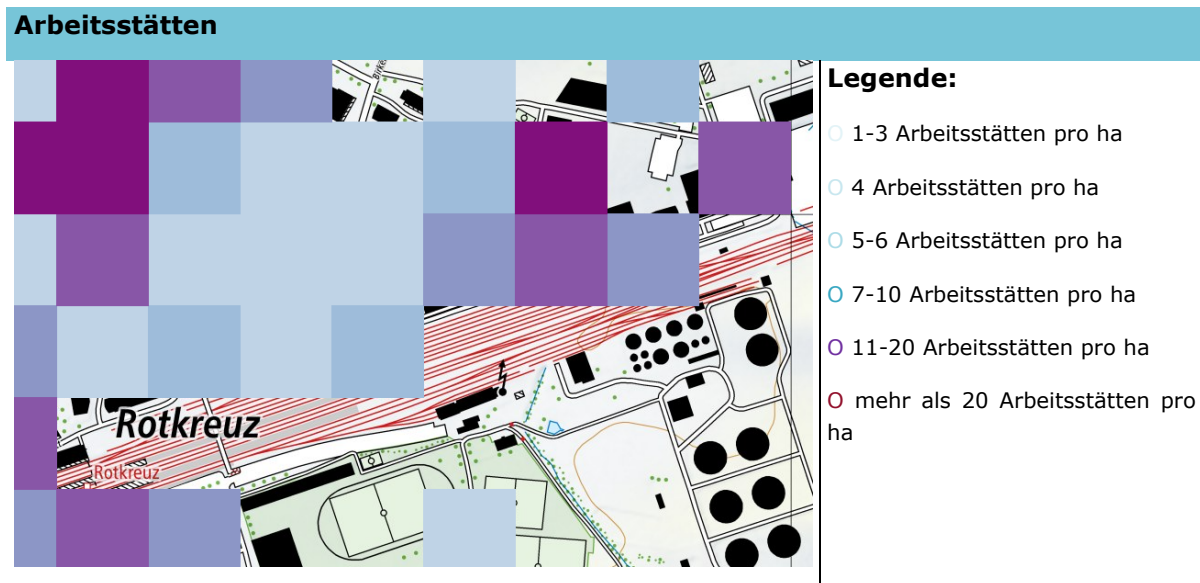 Arbeitsstätten
Birke
Rotkreuz
Rotkreuz
Legende:
O 1-3 Arbeitsstätten pro ha
O 4 Arbeitsstätten pro ha
O 5-6 Arbeitsstätten pro ha
O 7-10 Arbeitsstätten pro ha
O 11-20 Arbeitsstätten pro ha
O mehr als 20 Arbeitsstätten pro
ha